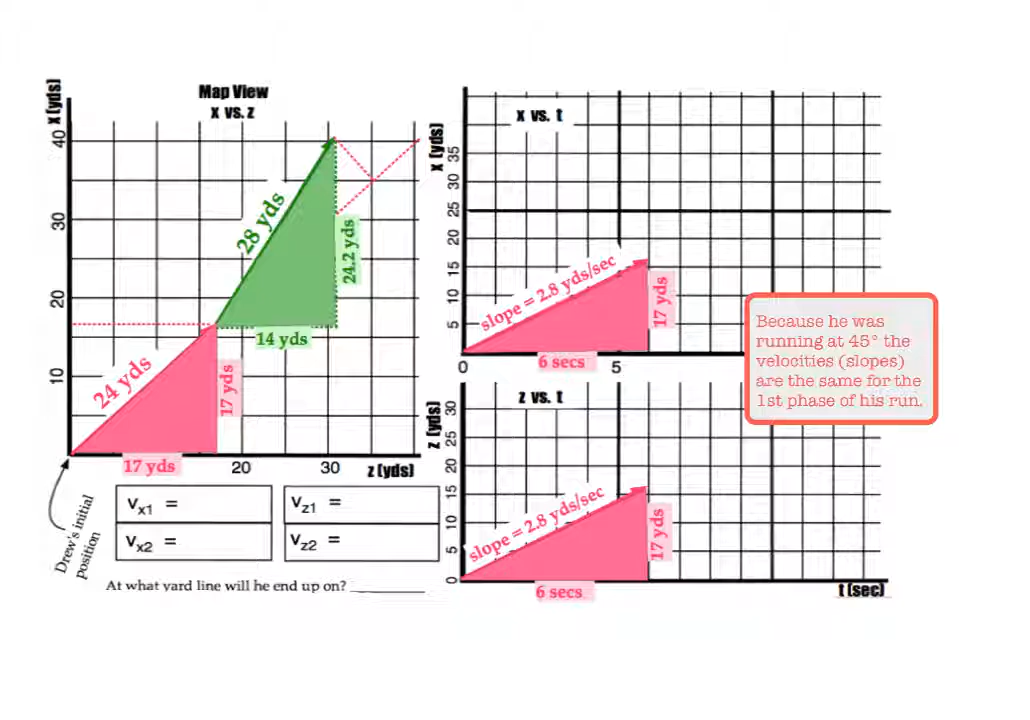 Map View
x vs. z
x (yds)
40
30
20
10
28 yds
24.2 yds
14 yds
24 yds
17 yds
17 yds
20
30
z (yds)
Drew's initial
position
Vx1 =
Vz1 =
Vx2 =
Vz2 =
At what yard line will he end up on? __________
x vs. t
x (yds)
35
30
25
20
15
10
5
slope = 2.8 yds/sec
17 yds
6 secs
0
5
Because he was
running at 45° the
velocities (slopes)
are the same for the
1st phase of his run.
z vs. t
z (yds)
30
25
20
15
10
5
0
slope = 2.8 yds/sec
17 yds
6 secs
t (sec)